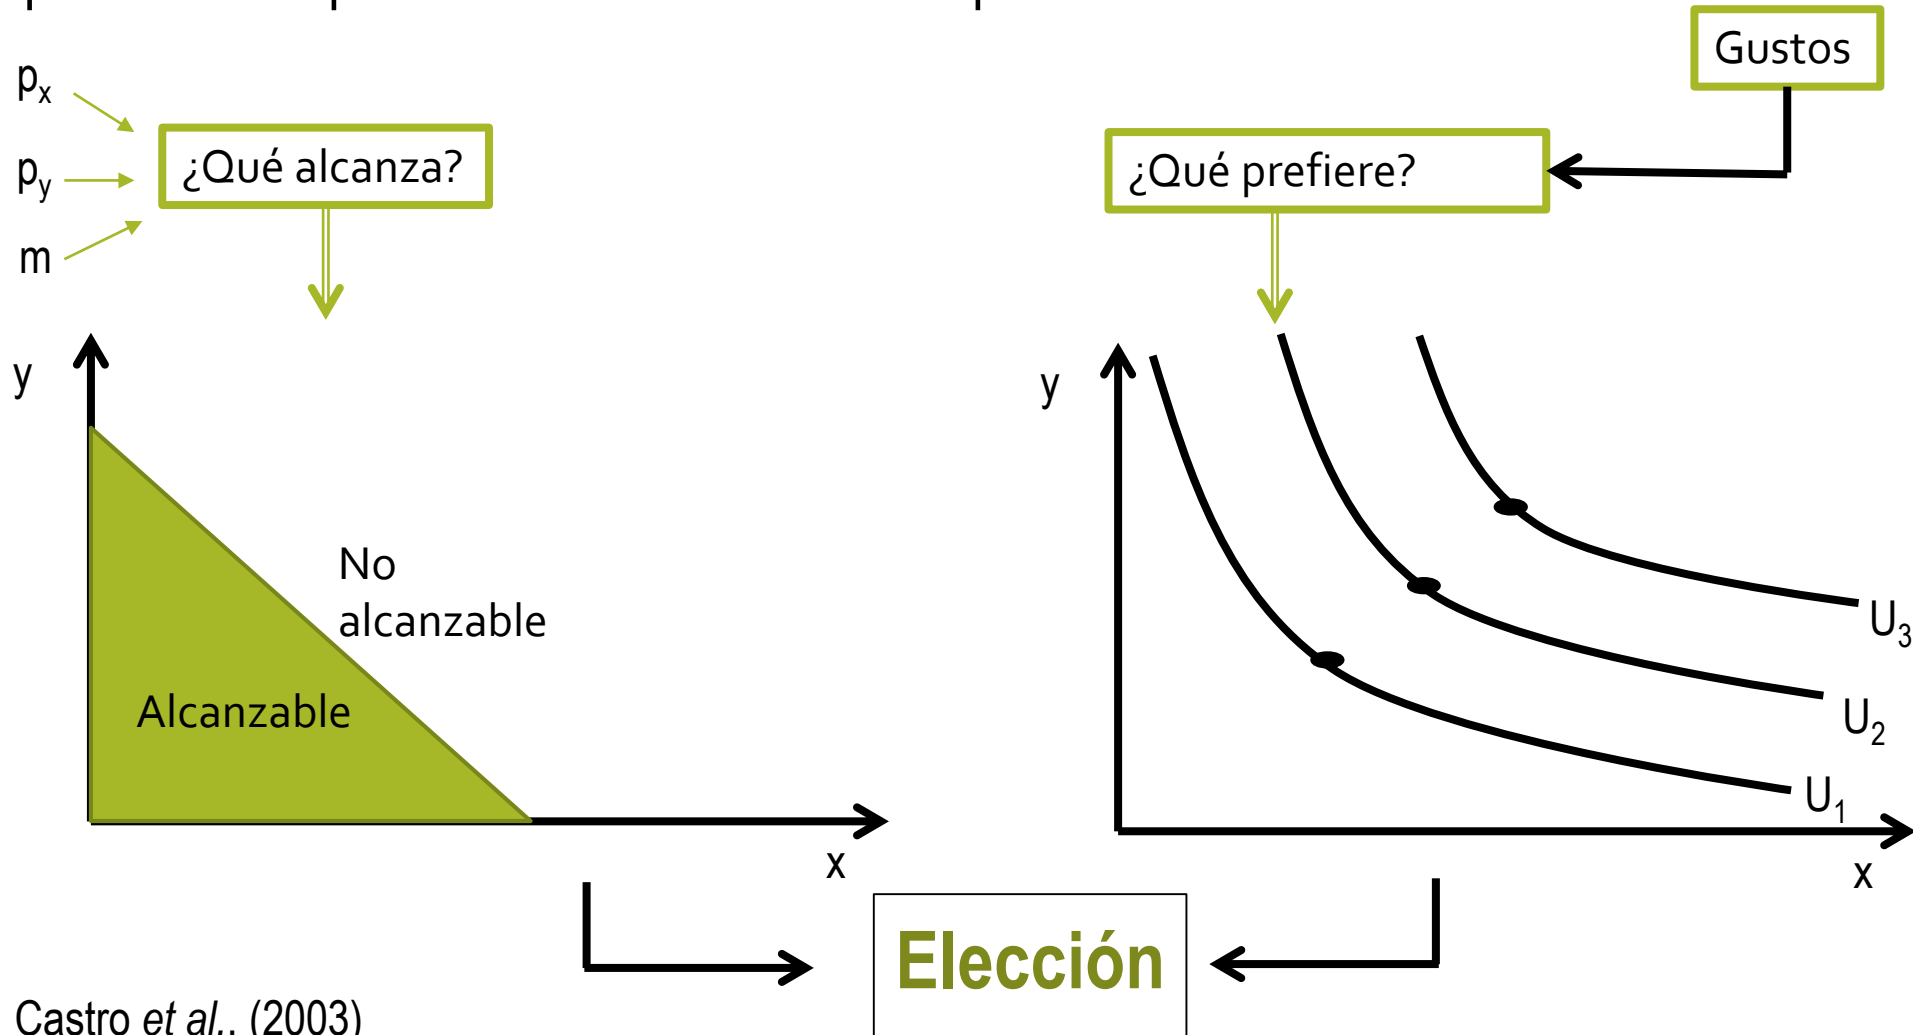 Gustos
pₓ
¿Qué alcanza?
¿Qué prefiere?
p_y
m
y
y
No
alcanzable
Alcanzable
U₃
U₂
U₁
x
x
Elección
Castro et al., (2003)